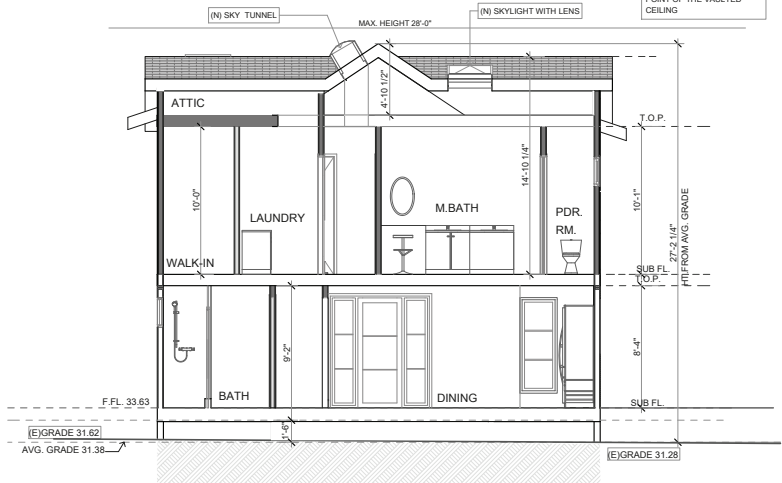 POINT OF THE VAULTED
CEILING
(N) SKY TUNNEL
(N) SKYLIGHT WITH LENS
MAX. HEIGHT 28'-0"
4'-10 1/2"
ATTIC
T.O.P.
14'-10 1/4"
10'-0"
10'-1"
M.BATH
LAUNDRY
PDR.
RM.
27'-2 1/4"
HT. FROM AVG. GRADE
WALK-IN
SUB FL.
T.O.P.
9'-2"
8'-4"
BATH
DINING
F.FL. 33.63
SUB FL.
1'-6"
(E)GRADE 31.62
AVG. GRADE 31.38
(E)GRADE 31.28